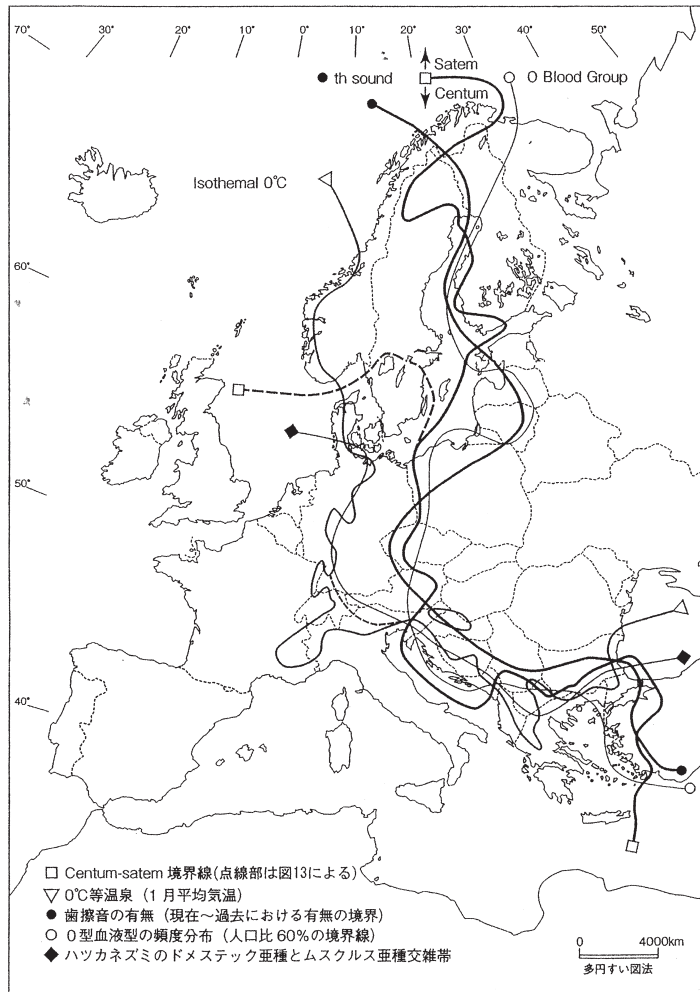 70° 30° 20° 10° 0° 10° 20° 30° 40° 50°
Satem
th sound
O Blood Group
Centum
Isothemal 0℃
60°
50°
40°
Centum-satem 境界線(点線部は図13による)
0℃等温泉（1月平均気温）
歯擦音の有無（現在～過去における有無の境界）
O型血液型の頻度分布（人口比60%の境界線）
ハツカネズミのドメステック亜種とムスクルス亜種交雑帯
0 4000km
多円すい図法